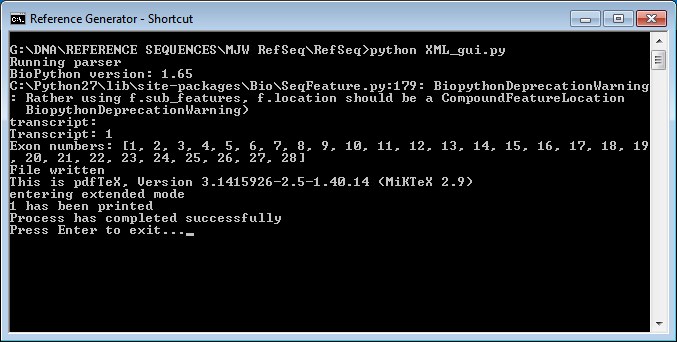 Reference Generator - Shortcut
G:\DNA\REFERENCE SEQUENCES\MJW RefSeq\RefSeq>python XML_gui.py
Running parser
BioPython version: 1.65
C:\Python27\lib\site-packages\Bio\SeqFeature.py:179: BiopythonDeprecationWarning
: Rather using f.sub_features, f.location should be a CompoundFeatureLocation
  BiopythonDeprecationWarning)
transcript:
Transcript: 1
Exon numbers: [1, 2, 3, 4, 5, 6, 7, 8, 9, 10, 11, 12, 13, 14, 15, 16, 17, 18, 19
, 20, 21, 22, 23, 24, 25, 26, 27, 28]
File written
This is pdfTeX, Version 3.1415926-2.5-1.40.14 (MiKTeX 2.9)
entering extended mode
1 has been printed
Process has completed successfully
Press Enter to exit..._